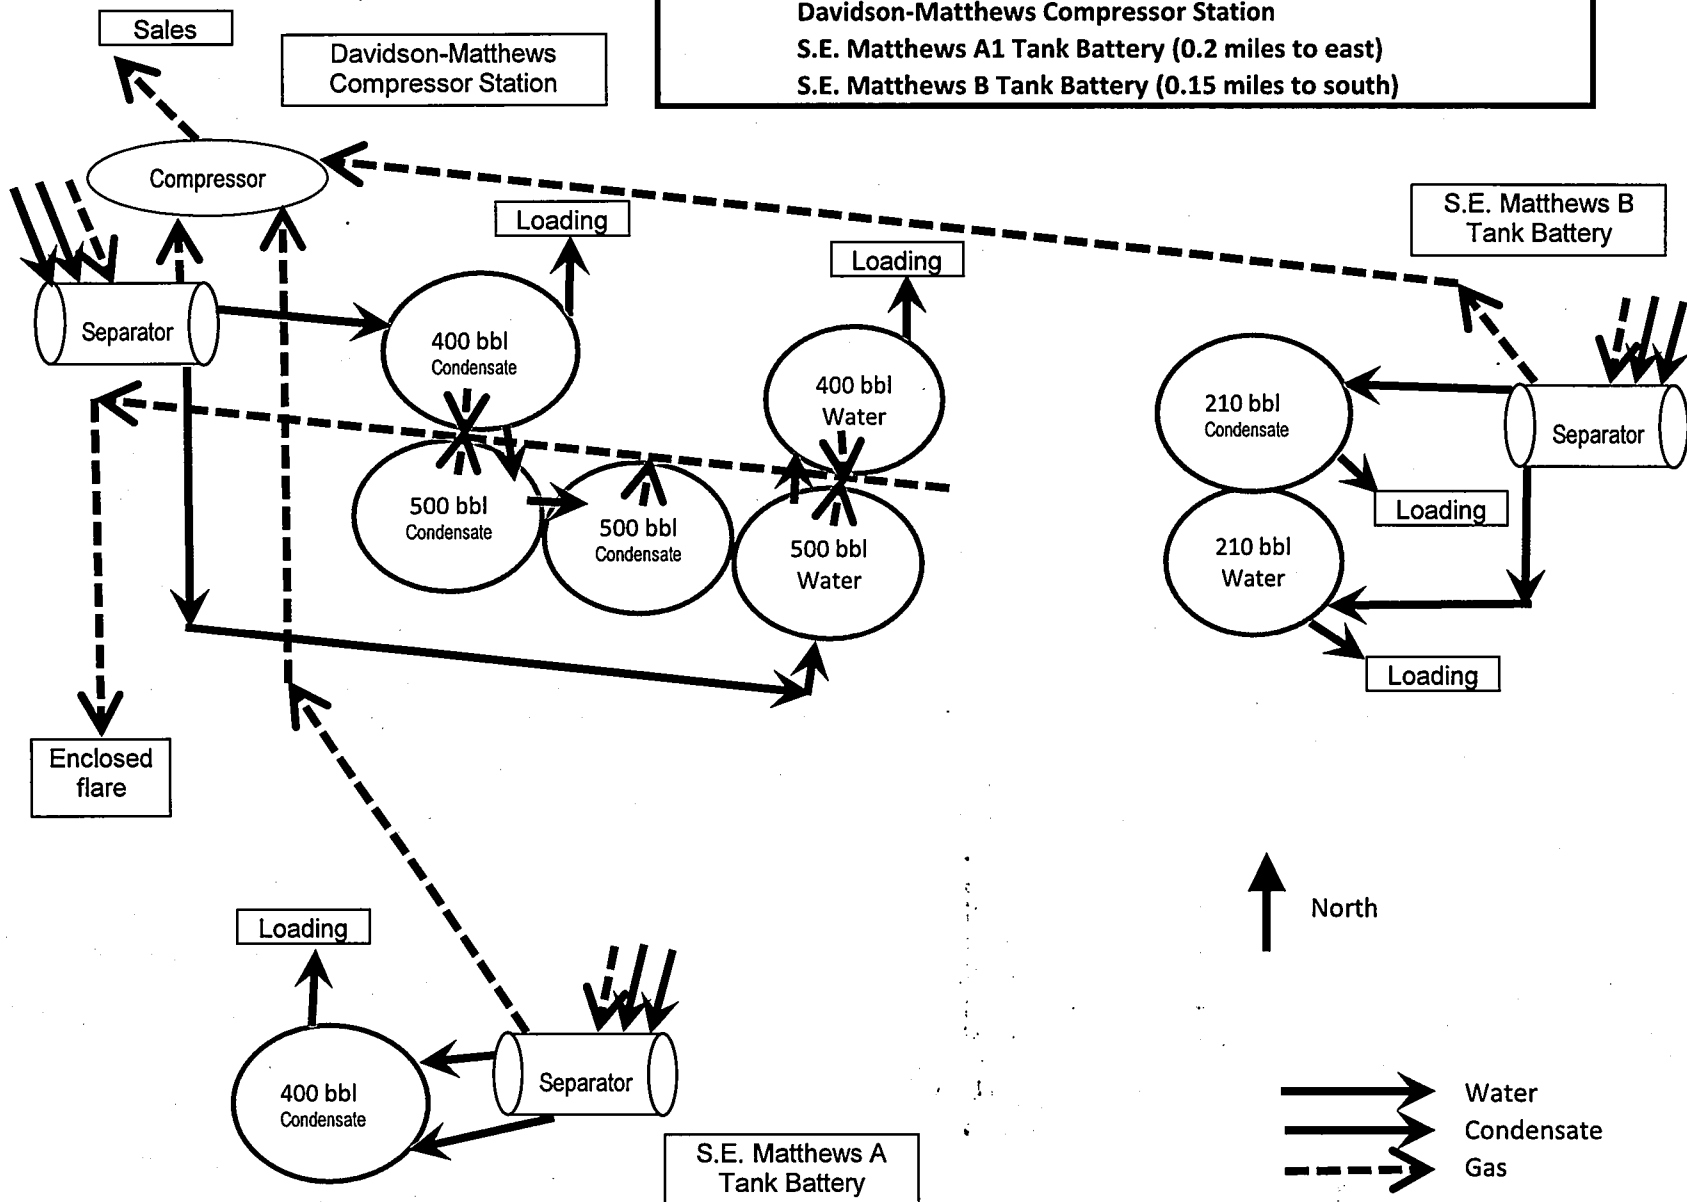 Davidson-Matthews Compressor Station
S.E. Matthews A1 Tank Battery (0.2 miles to east)
S.E. Matthews B Tank Battery (0.15 miles to south)
Sales
Davidson-Matthews
Compressor Station
Compressor
Loading
Loading
S.E. Matthews B
Tank Battery
Separator
400 bbl
Condensate
400 bbl
Water
210 bbl
Condensate
Separator
500 bbl
Condensate
500 bbl
Condensate
500 bbl
Water
Loading
210 bbl
Water
Loading
Enclosed
flare
North
Loading
400 bbl
Condensate
Separator
S.E. Matthews A
Tank Battery
Water
Condensate
Gas